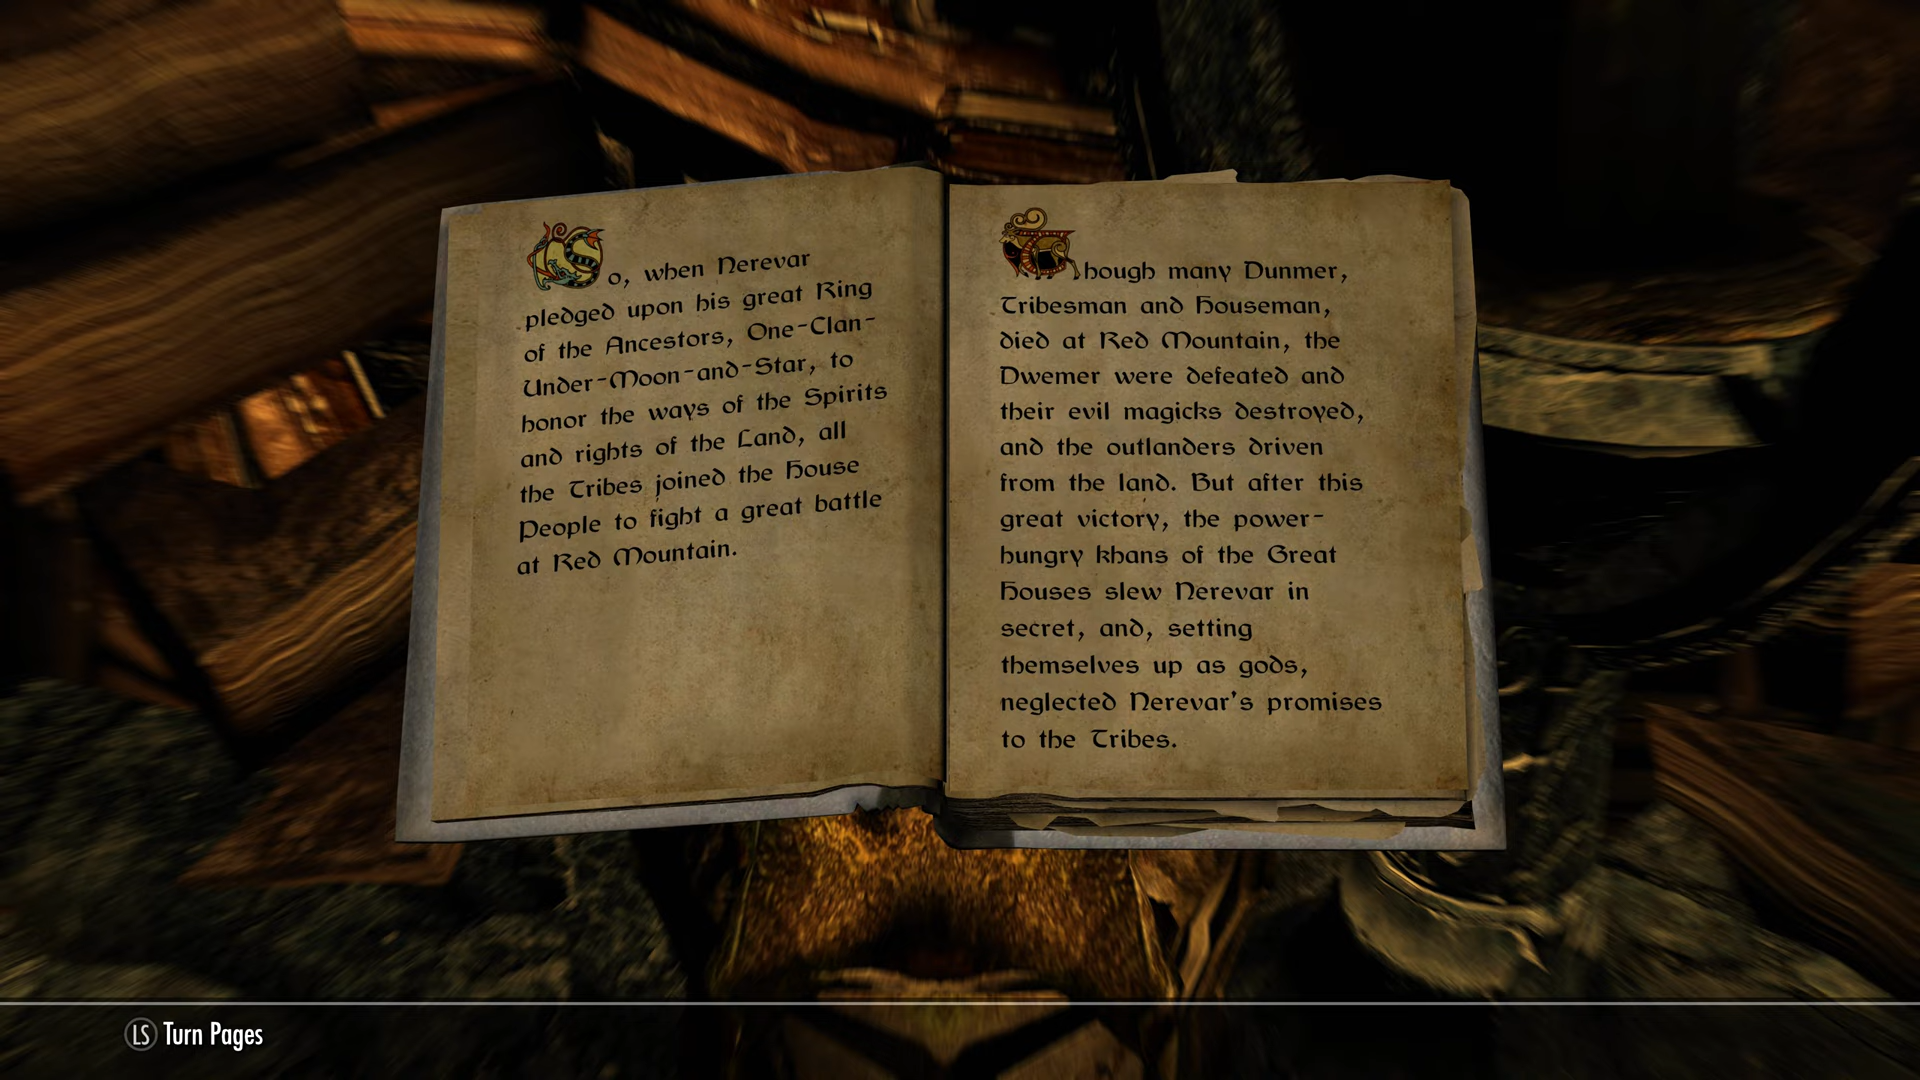 So, when Nerevar
pledged upon his great Ring
of the Ancestors, One-Clan-
Under-Moon-and-Star, to
honor the ways of the Spirits
and rights of the Land, all
the Tribes joined the House
People to fight a great battle
at Red Mountain.
Though many Dunmer,
Tribesman and Houseman,
died at Red Mountain, the
Dwemer were defeated and
their evil magicks destroyed,
and the outlanders driven
from the land. But after this
great victory, the power-
hungry khans of the Great
Houses slew Nerevar in
secret, and, setting
themselves up as gods,
neglected Nerevar's promises
to the Tribes.
LS Turn Pages